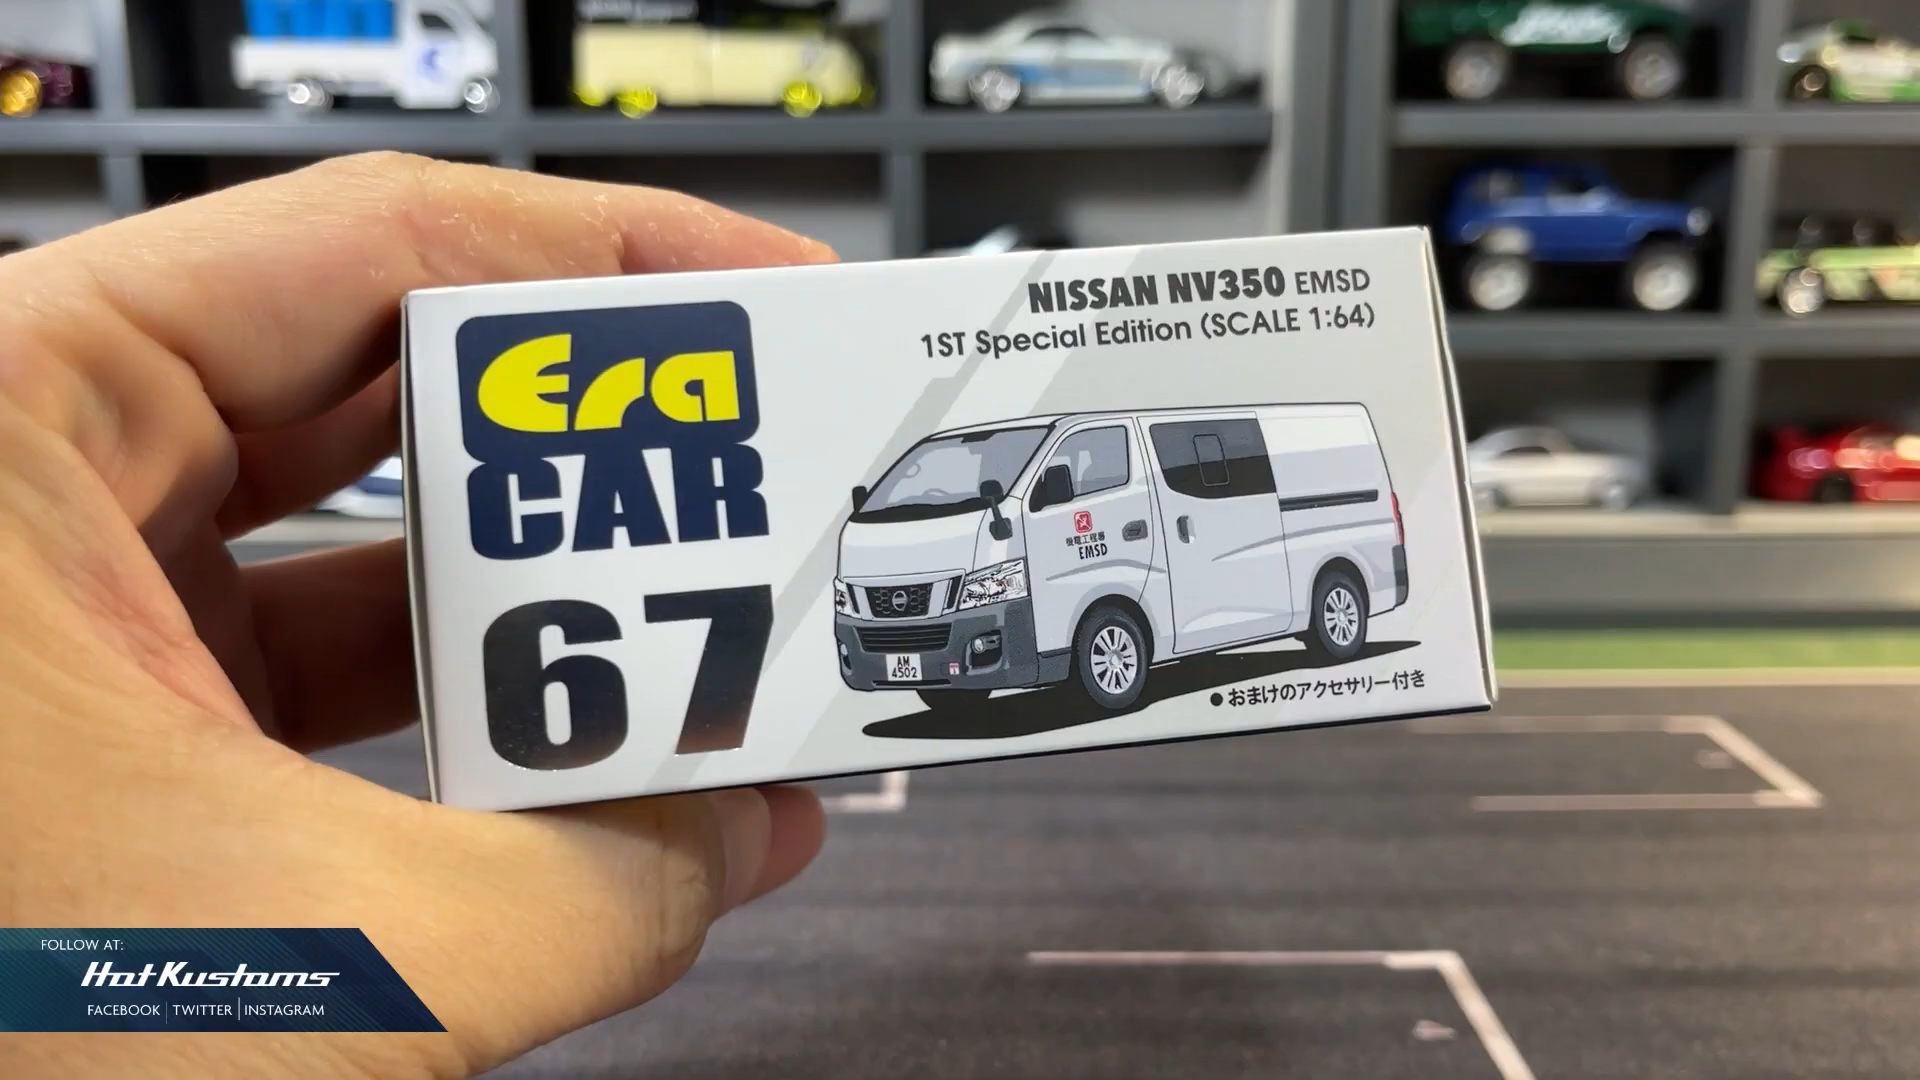 NISSAN NV350 EMSD
1ST Special Edition (SCALE 1:64)
Era
CAR
67
機電工程署
EMSD
AM
4502
●おまけのアクセサリー付き
FOLLOW AT:
HotKustoms
FACEBOOK | TWITTER | INSTAGRAM